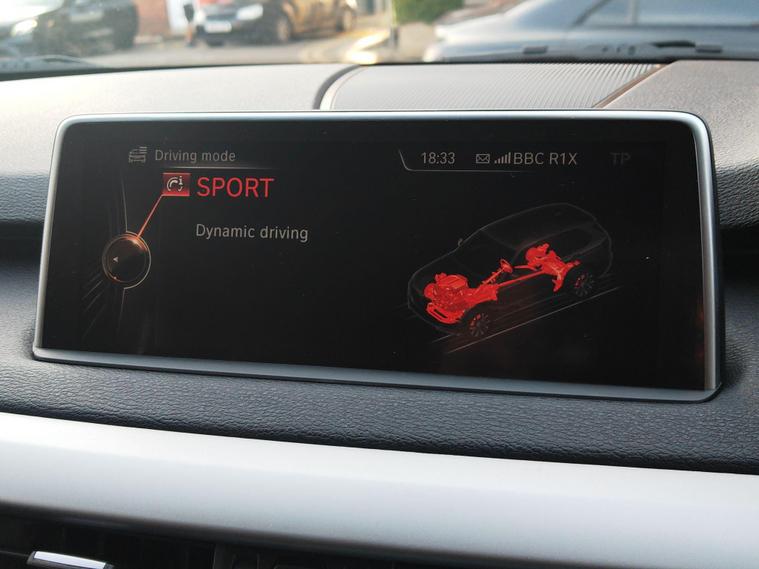 Driving mode
18:33 BBC R1X TP
SPORT
Dynamic driving